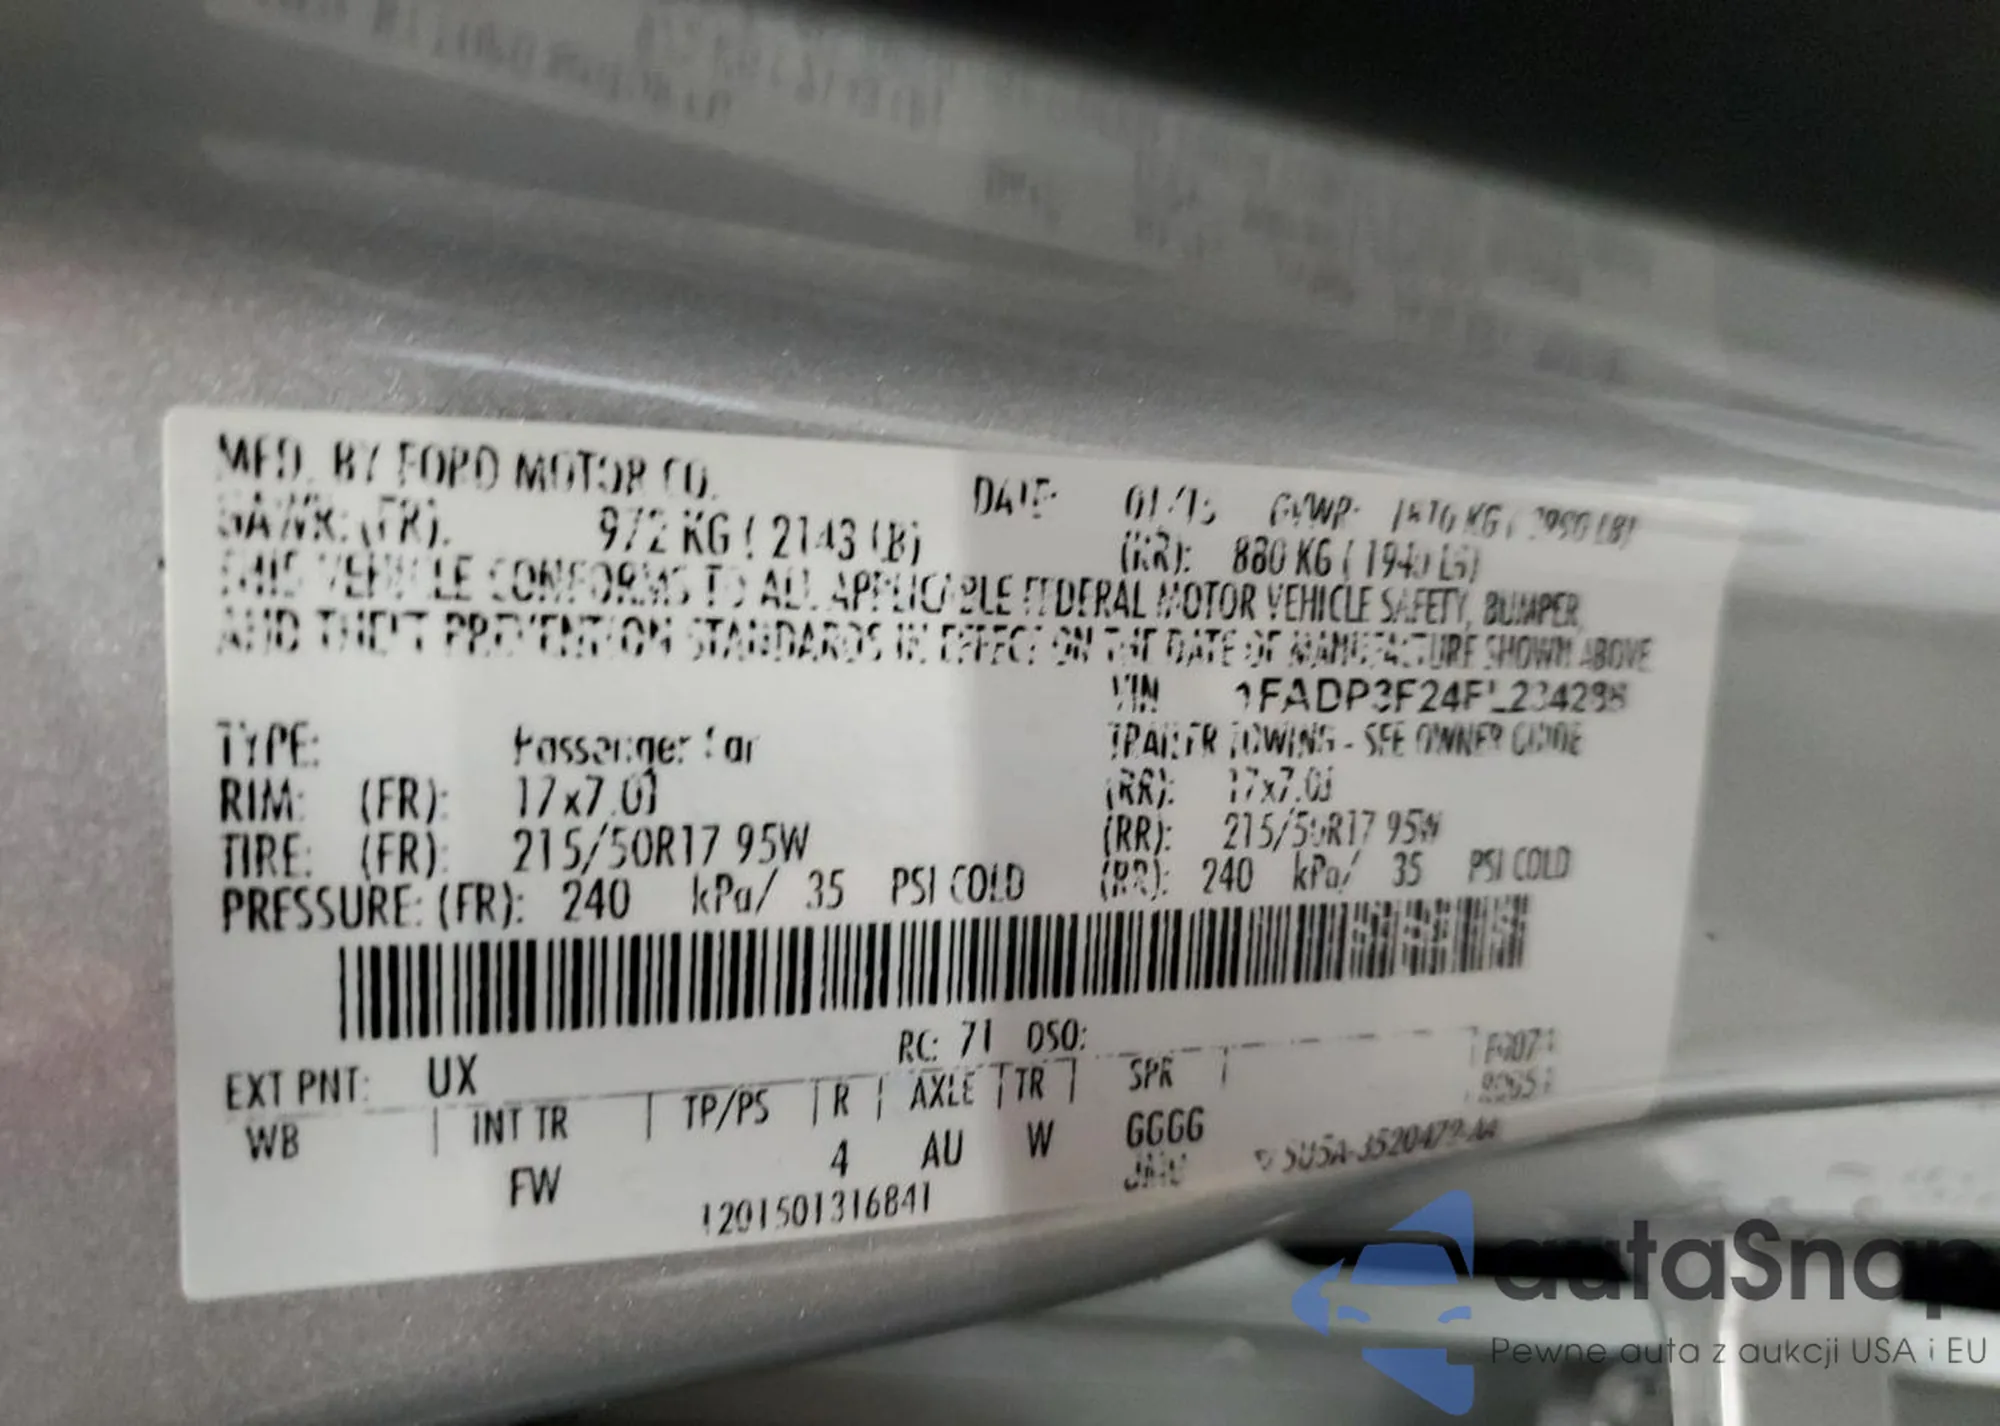 MFD. BY FORD MOTOR CO.
DATE: 01/15 GVWR:
GAWR: (FR): 972 KG ( 2143 LB)
(RR): 880 KG ( 1940 LB)
THIS VEHICLE CONFORMS TO ALL APPLICABLE FEDERAL MOTOR VEHICLE SAFETY, BUMPER,
AND THEFT PREVENTION STANDARDS IN EFFECT ON THE DATE OF MANUFACTURE SHOWN ABOVE
VIN
TYPE: Passenger Car TRAILER TOWING - SEE OWNER GUIDE
RIM: (FR): 17x7.0J (RR): 17x7.0J
TIRE: (FR): 215/50R17 95W (RR): 215/50R17 95W
PRESSURE: (FR): 240 kPa/ 35 PSI COLD (RR): 240 kPa/ 35 PSI COLD
RC: 71 DSO:
EXT PNT: UX
WB INT TR TP/PS R AXLE TR SPR
FW 4 AU W GGGG
1201501316841
autaSnap
Pewne auta z aukcji USA i EU